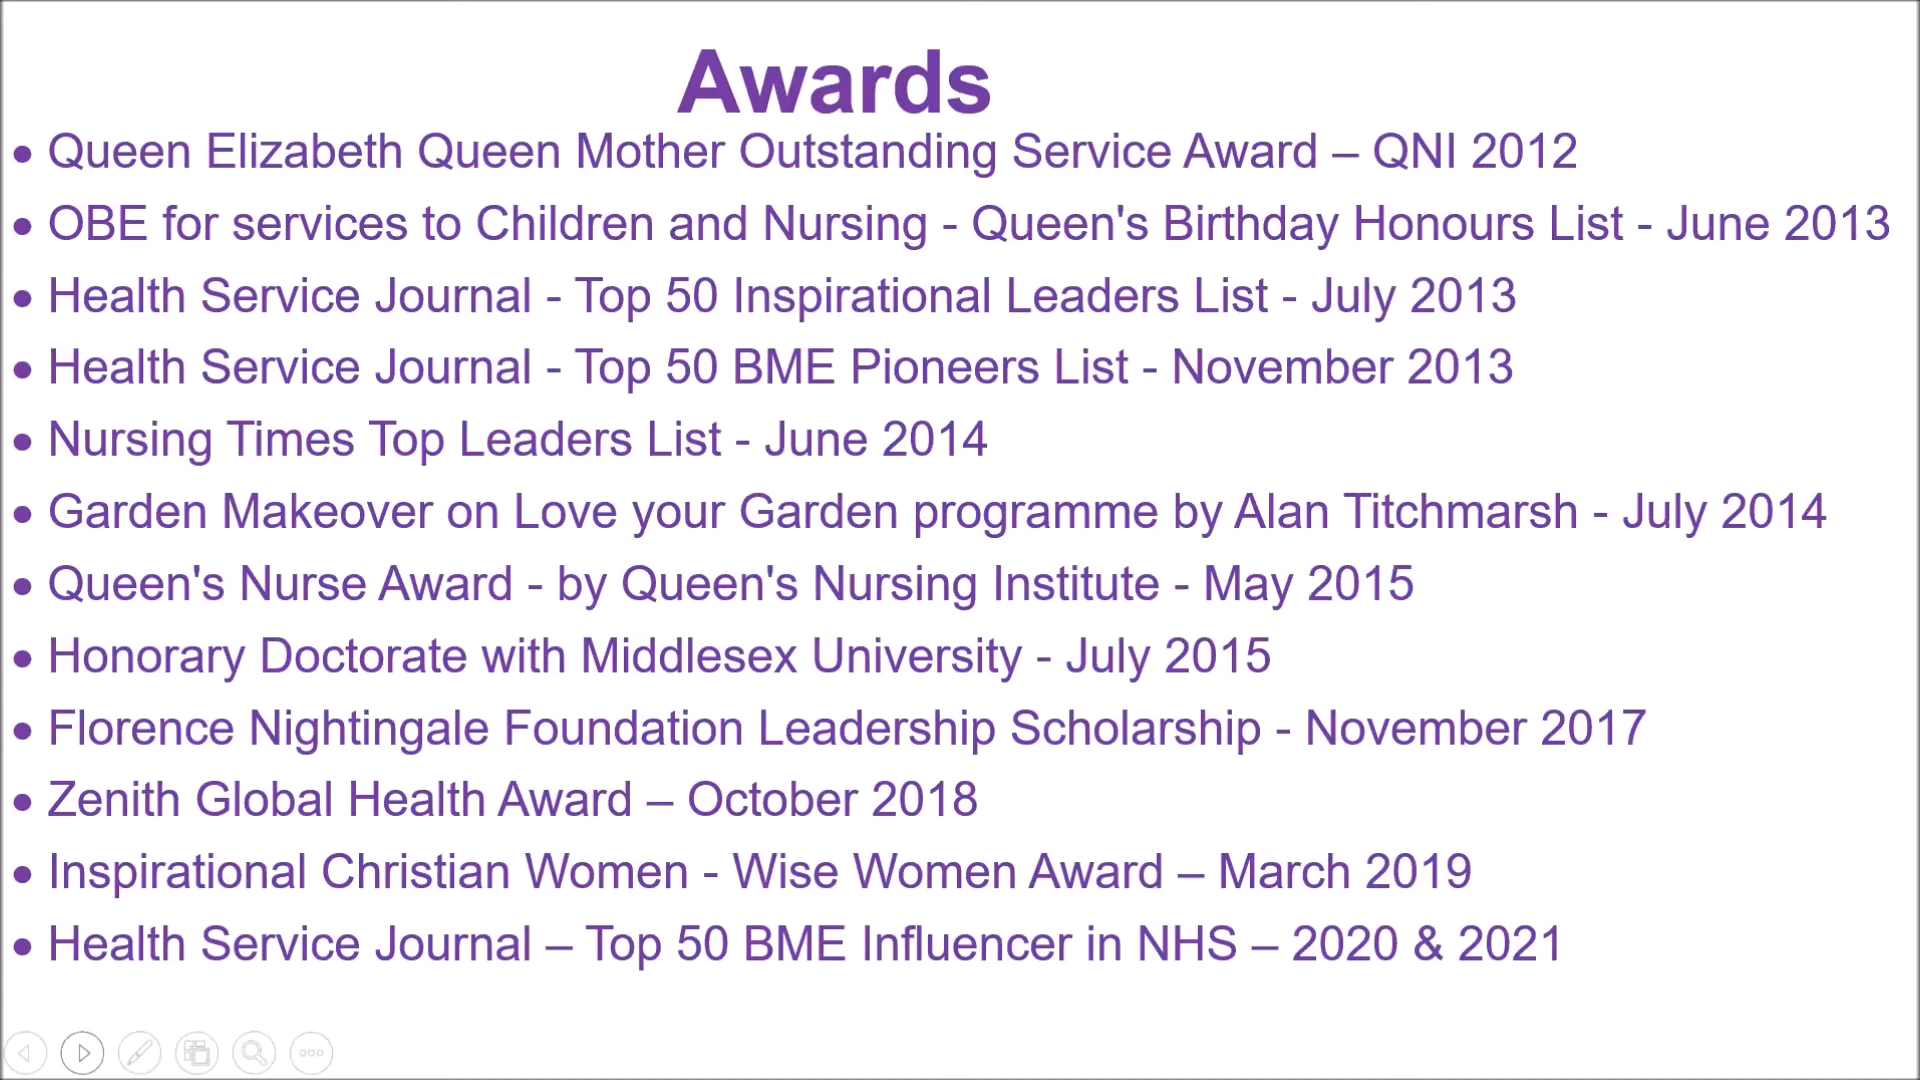 Awards
• Queen Elizabeth Queen Mother Outstanding Service Award – QNI 2012
• OBE for services to Children and Nursing - Queen's Birthday Honours List - June 2013
• Health Service Journal - Top 50 Inspirational Leaders List - July 2013
• Health Service Journal - Top 50 BME Pioneers List - November 2013
• Nursing Times Top Leaders List - June 2014
• Garden Makeover on Love your Garden programme by Alan Titchmarsh - July 2014
• Queen's Nurse Award - by Queen's Nursing Institute - May 2015
• Honorary Doctorate with Middlesex University - July 2015
• Florence Nightingale Foundation Leadership Scholarship - November 2017
• Zenith Global Health Award – October 2018
• Inspirational Christian Women - Wise Women Award – March 2019
• Health Service Journal – Top 50 BME Influencer in NHS – 2020 & 2021